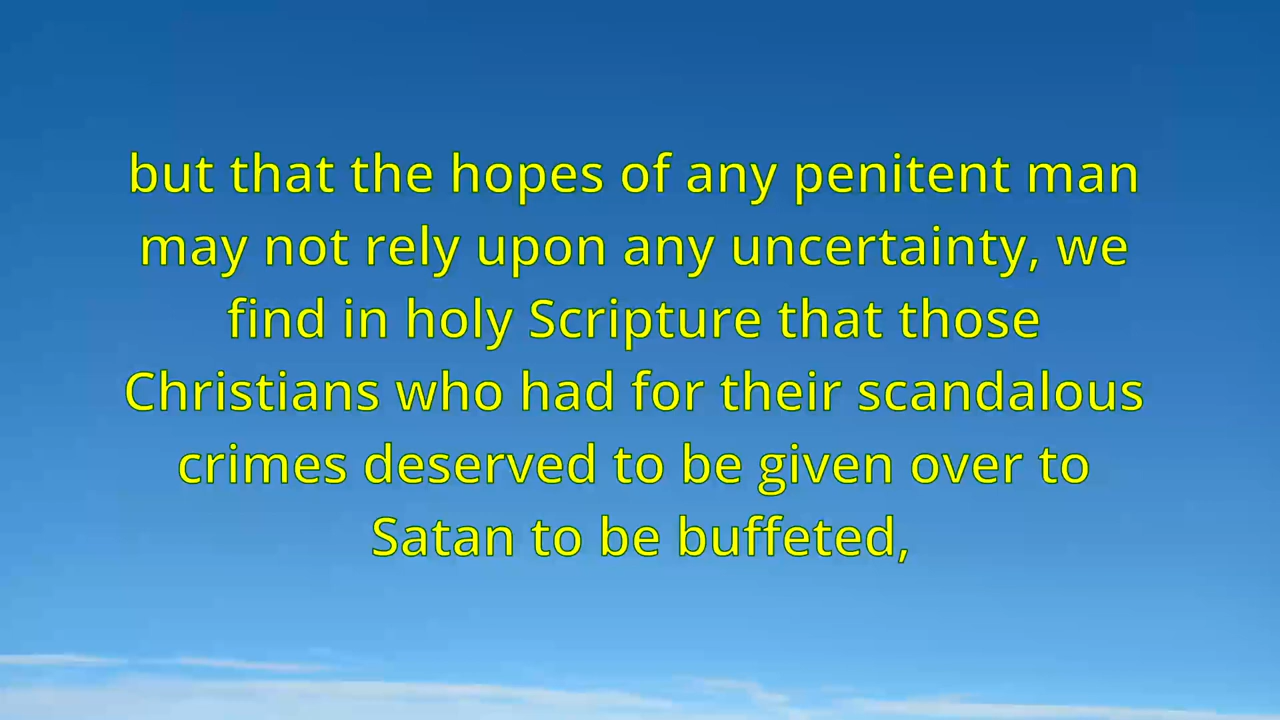 but that the hopes of any penitent man
may not rely upon any uncertainty, we
find in holy Scripture that those
Christians who had for their scandalous
crimes deserved to be given over to
Satan to be buffeted,